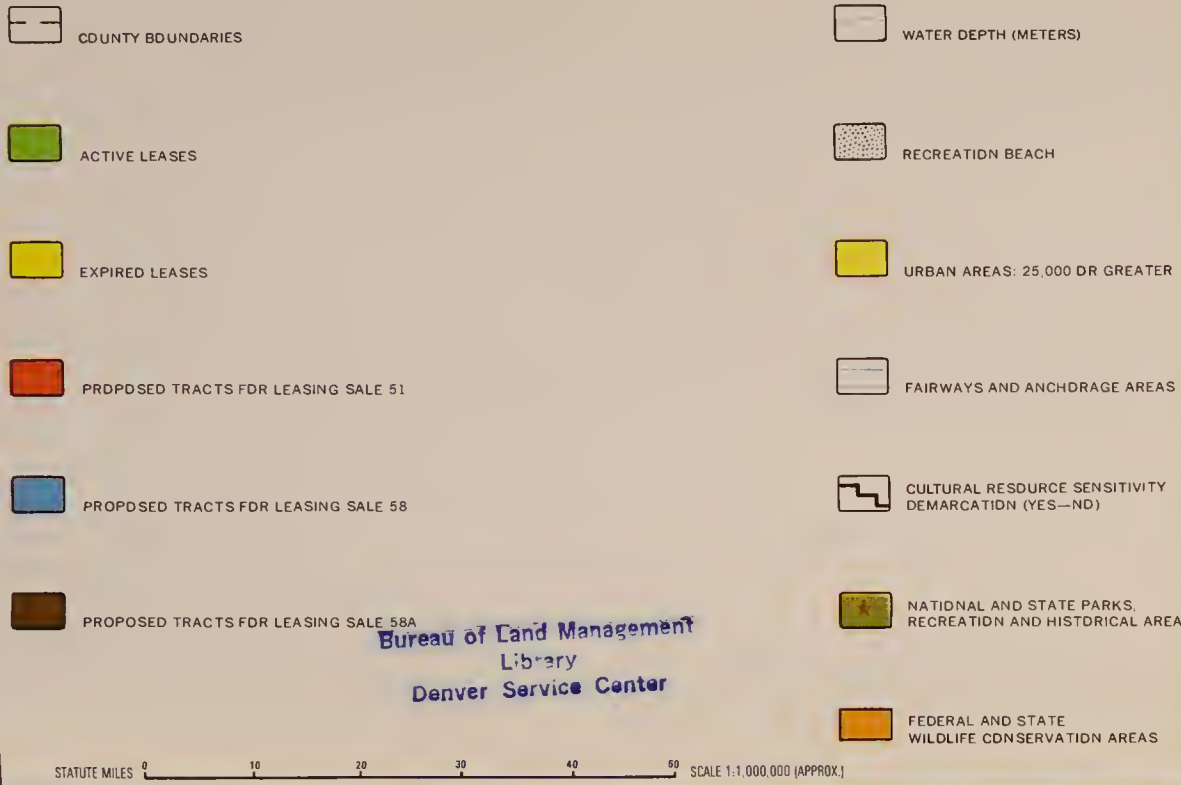 COUNTY BOUNDARIES
ACTIVE LEASES
EXPIRED LEASES
PROPOSED TRACTS FOR LEASING SALE 51
PROPOSED TRACTS FOR LEASING SALE 58
PROPOSED TRACTS FOR LEASING SALE 58A
WATER DEPTH (METERS)
RECREATION BEACH
URBAN AREAS: 25,000 OR GREATER
FAIRWAYS AND ANCHORAGE AREAS
CULTURAL RESOURCE SENSITIVITY
DEMARCATION (YES—NO)
NATIONAL AND STATE PARKS,
RECREATION AND HISTORICAL AREA
FEDERAL AND STATE
WILDLIFE CONSERVATION AREAS
Bureau of Land Management
Library
Denver Service Center
STATUTE MILES 0 10 20 30 40 50 SCALE 1:1,000,000 (APPROX.)